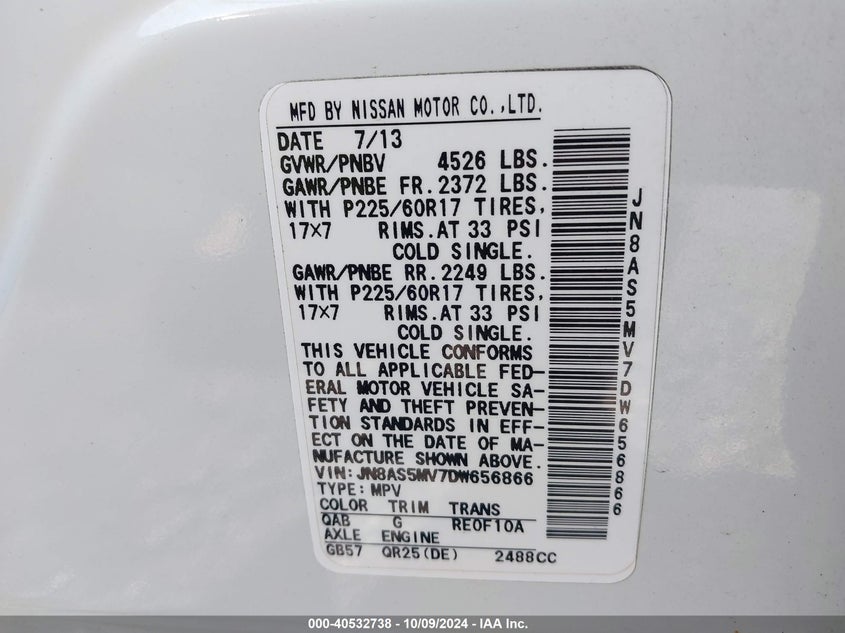 MFD BY NISSAN MOTOR CO.,LTD.
DATE 7/13
GVWR/PNBV 4526 LBS.
GAWR/PNBE FR. 2372 LBS.
WITH P225/60R17 TIRES,
17×7 RIMS.AT 33 PSI
COLD SINGLE.
GAWR/PNBE RR. 2249 LBS.
WITH P225/60R17 TIRES,
17×7 RIMS.AT 33 PSI
COLD SINGLE.
THIS VEHICLE CONFORMS
TO ALL APPLICABLE FED-
ERAL MOTOR VEHICLE SA-
FETY AND THEFT PREVEN-
TION STANDARDS IN EFF-
ECT ON THE DATE OF MA-
NUFACTURE SHOWN ABOVE.
VIN: JN8AS5MV7DW656866
TYPE: MPV
COLOR TRIM TRANS
QAB G RE0F10A
AXLE ENGINE
GB57 QR25(DE) 2488CC
JN8AS5MV7DW656866
000-40532738 - 10/09/2024 - IAA Inc.